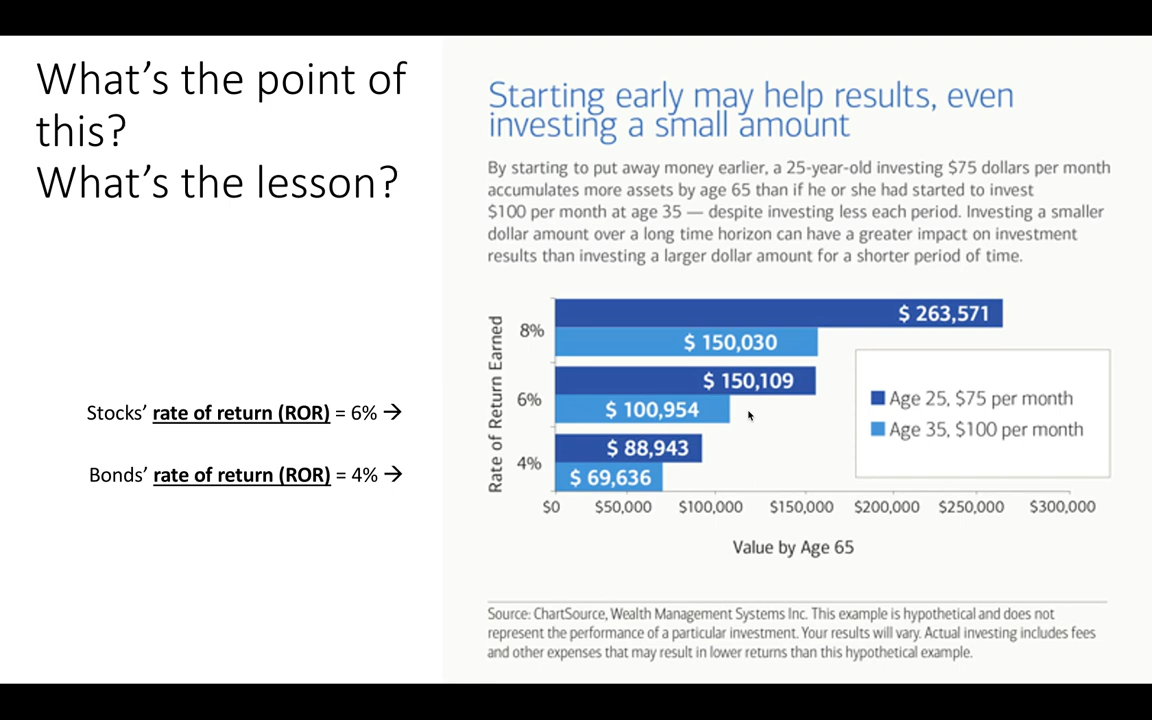 What's the point of
this?
What's the lesson?
Stocks' rate of return (ROR) = 6% →
Bonds' rate of return (ROR) = 4% →
Starting early may help results, even
investing a small amount
By starting to put away money earlier, a 25-year-old investing $75 dollars per month
accumulates more assets by age 65 than if he or she had started to invest
$100 per month at age 35 — despite investing less each period. Investing a smaller
dollar amount over a long time horizon can have a greater impact on investment
results than investing a larger dollar amount for a shorter period of time.
Rate of Return Earned
8%
$ 263,571
$ 150,030
6%
$ 150,109
$ 100,954
4%
$ 88,943
$ 69,636
Age 25, $75 per month
Age 35, $100 per month
$0 $50,000 $100,000 $150,000 $200,000 $250,000 $300,000
Value by Age 65
Source: ChartSource, Wealth Management Systems Inc. This example is hypothetical and does not
represent the performance of a particular investment. Your results will vary. Actual investing includes fees
and other expenses that may result in lower returns than this hypothetical example.